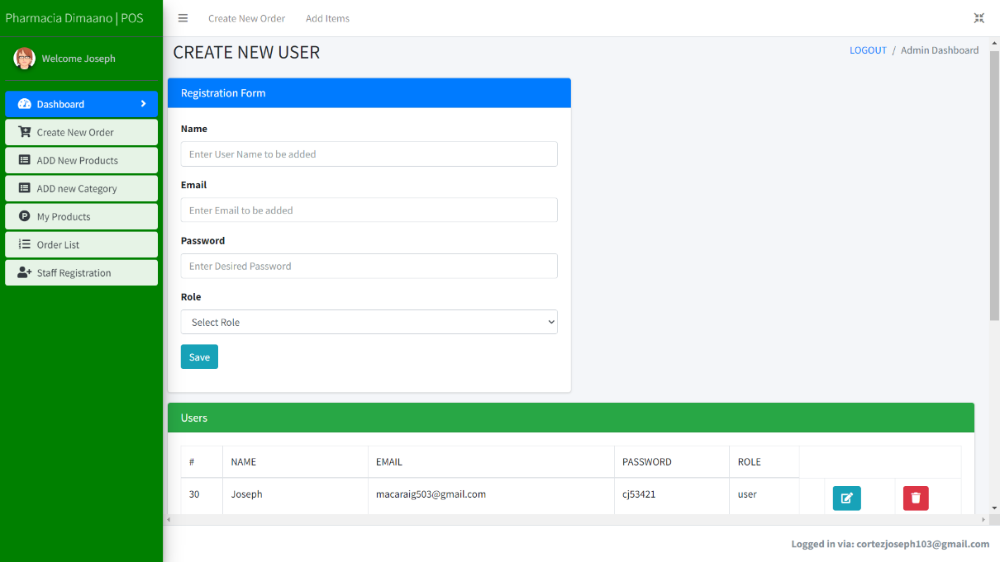 Pharmacia Dimaano | POS
Create New Order
Add Items
Welcome Joseph
CREATE NEW USER
LOGOUT / Admin Dashboard
Dashboard
Create New Order
ADD New Products
ADD new Category
My Products
Order List
Staff Registration
Registration Form
Name
Enter User Name to be added
Email
Enter Email to be added
Password
Enter Desired Password
Role
Select Role
Save
Users
# NAME EMAIL PASSWORD ROLE
30 Joseph macaraig503@gmail.com cj53421 user
Logged in via: cortezjoseph103@gmail.com